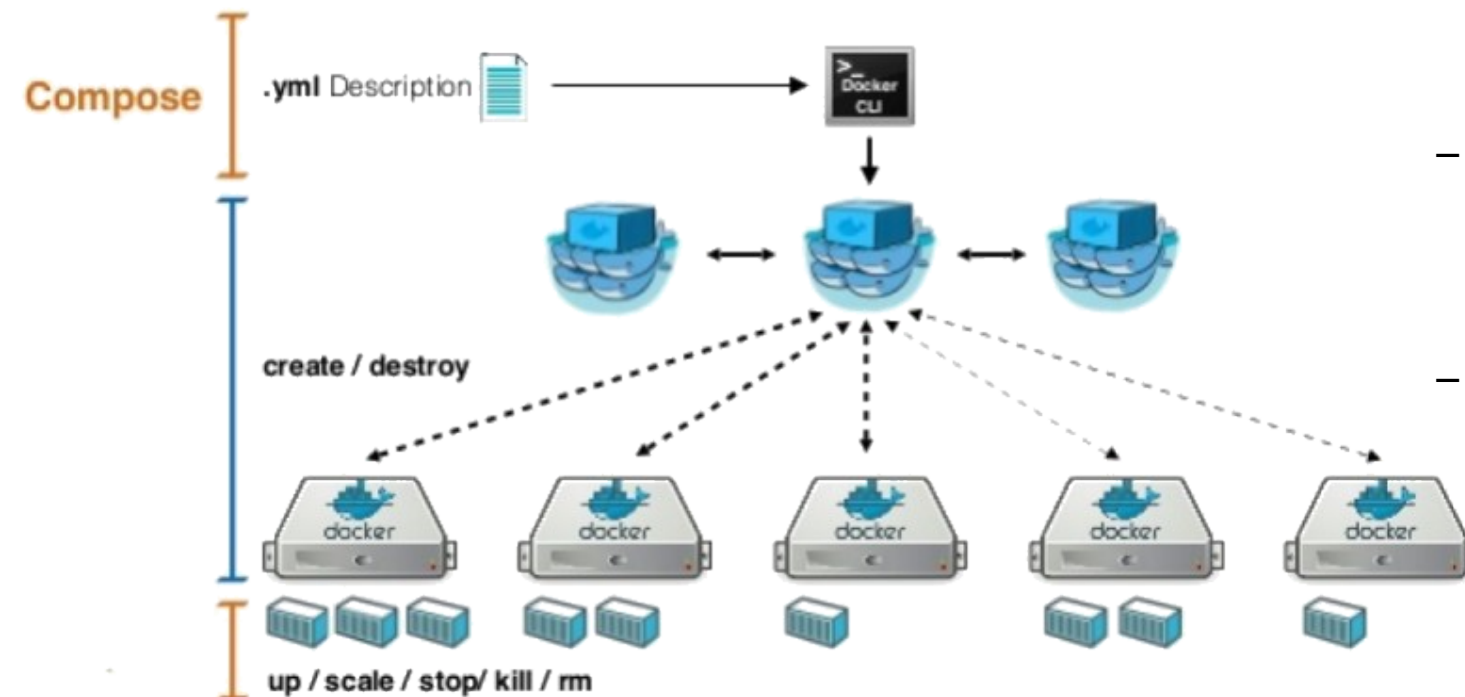 Compose
.yml Description
>_
Docker
CLI
–
create / destroy
–
docker
docker
docker
docker
docker
up / scale / stop/ kill / rm